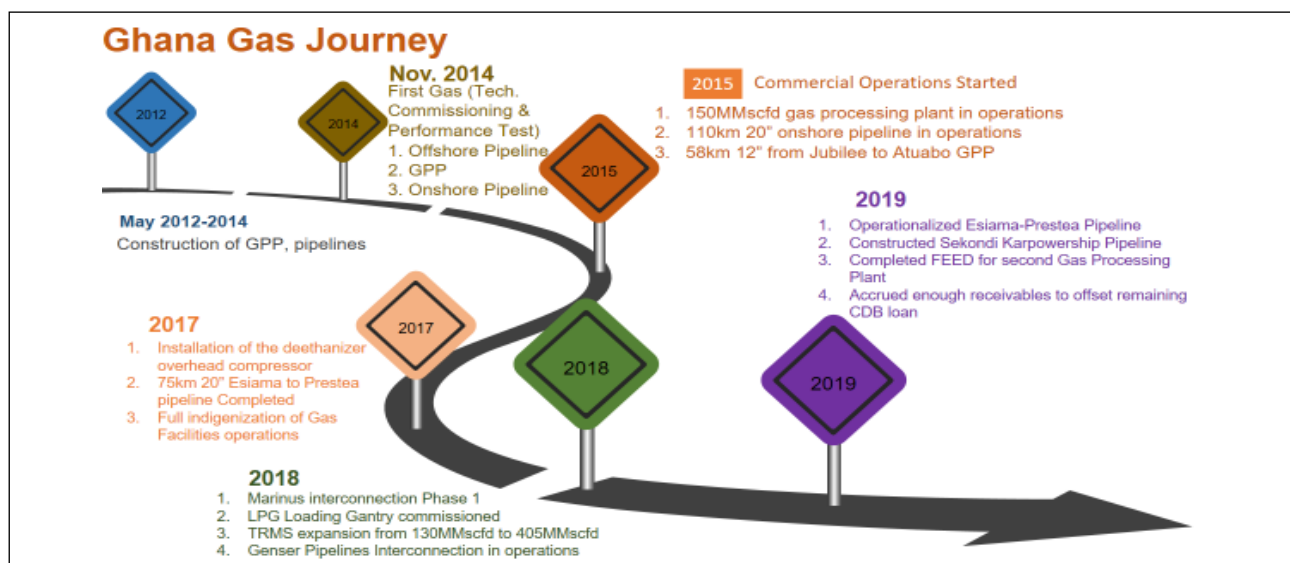 Ghana Gas Journey
2012
May 2012-2014
Construction of GPP, pipelines
2014
Nov. 2014
First Gas (Tech.
Commissioning &
Performance Test)
1. Offshore Pipeline
2. GPP
3. Onshore Pipeline
2015
2015 Commercial Operations Started
1. 150MMscfd gas processing plant in operations
2. 110km 20" onshore pipeline in operations
3. 58km 12" from Jubilee to Atuabo GPP
2017
2017
1. Installation of the deethanizer
overhead compressor
2. 75km 20" Esiama to Prestea
pipeline Completed
3. Full indigenization of Gas
Facilities operations
2018
2018
1. Marinus interconnection Phase 1
2. LPG Loading Gantry commissioned
3. TRMS expansion from 130MMscfd to 405MMscfd
4. Genser Pipelines Interconnection in operations
2019
1. Operationalized Esiama-Prestea Pipeline
2. Constructed Sekondi Karpowership Pipeline
3. Completed FEED for second Gas Processing
Plant
4. Accrued enough receivables to offset remaining
CDB loan
2019